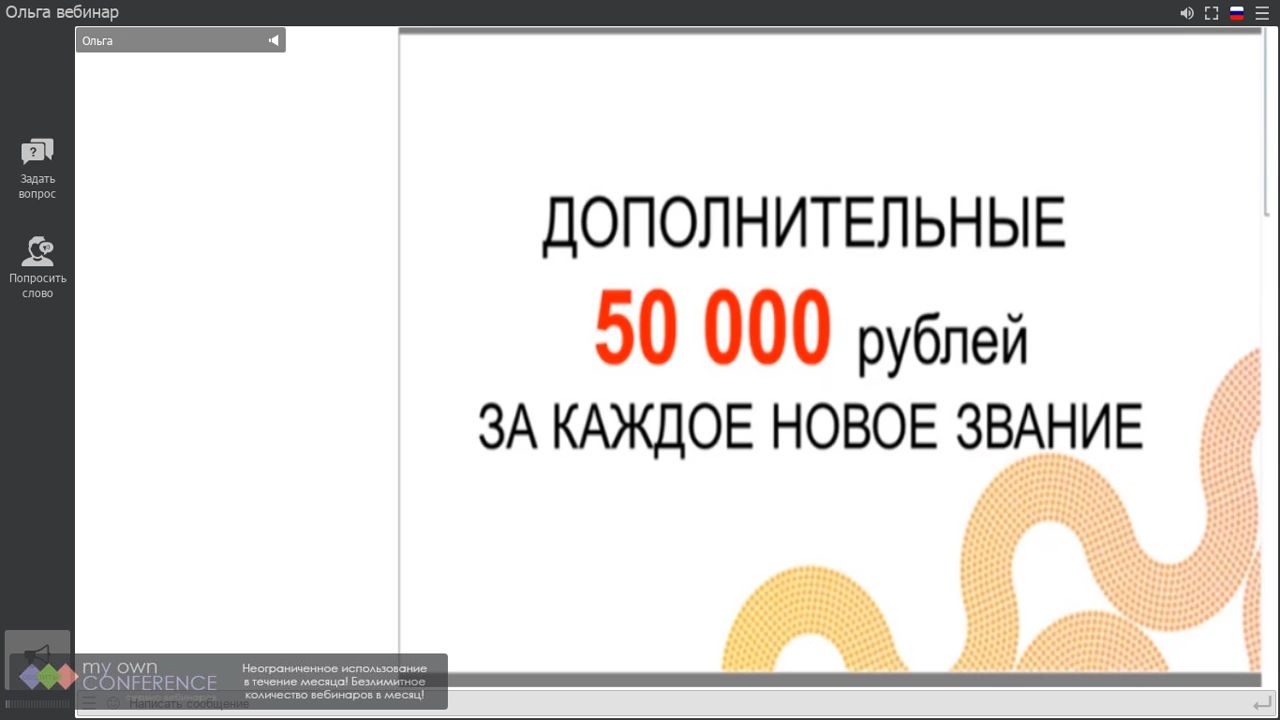 Ольга вебинар
Ольга
Задать
вопрос
Попросить
слово
ДОПОЛНИТЕЛЬНЫЕ
50 000 рублей
ЗА КАЖДОЕ НОВОЕ ЗВАНИЕ
my own
CONFERENCE
Неограниченное использование
в течение месяца! Безлимитное
количество вебинаров в месяц!
Написать сообщение